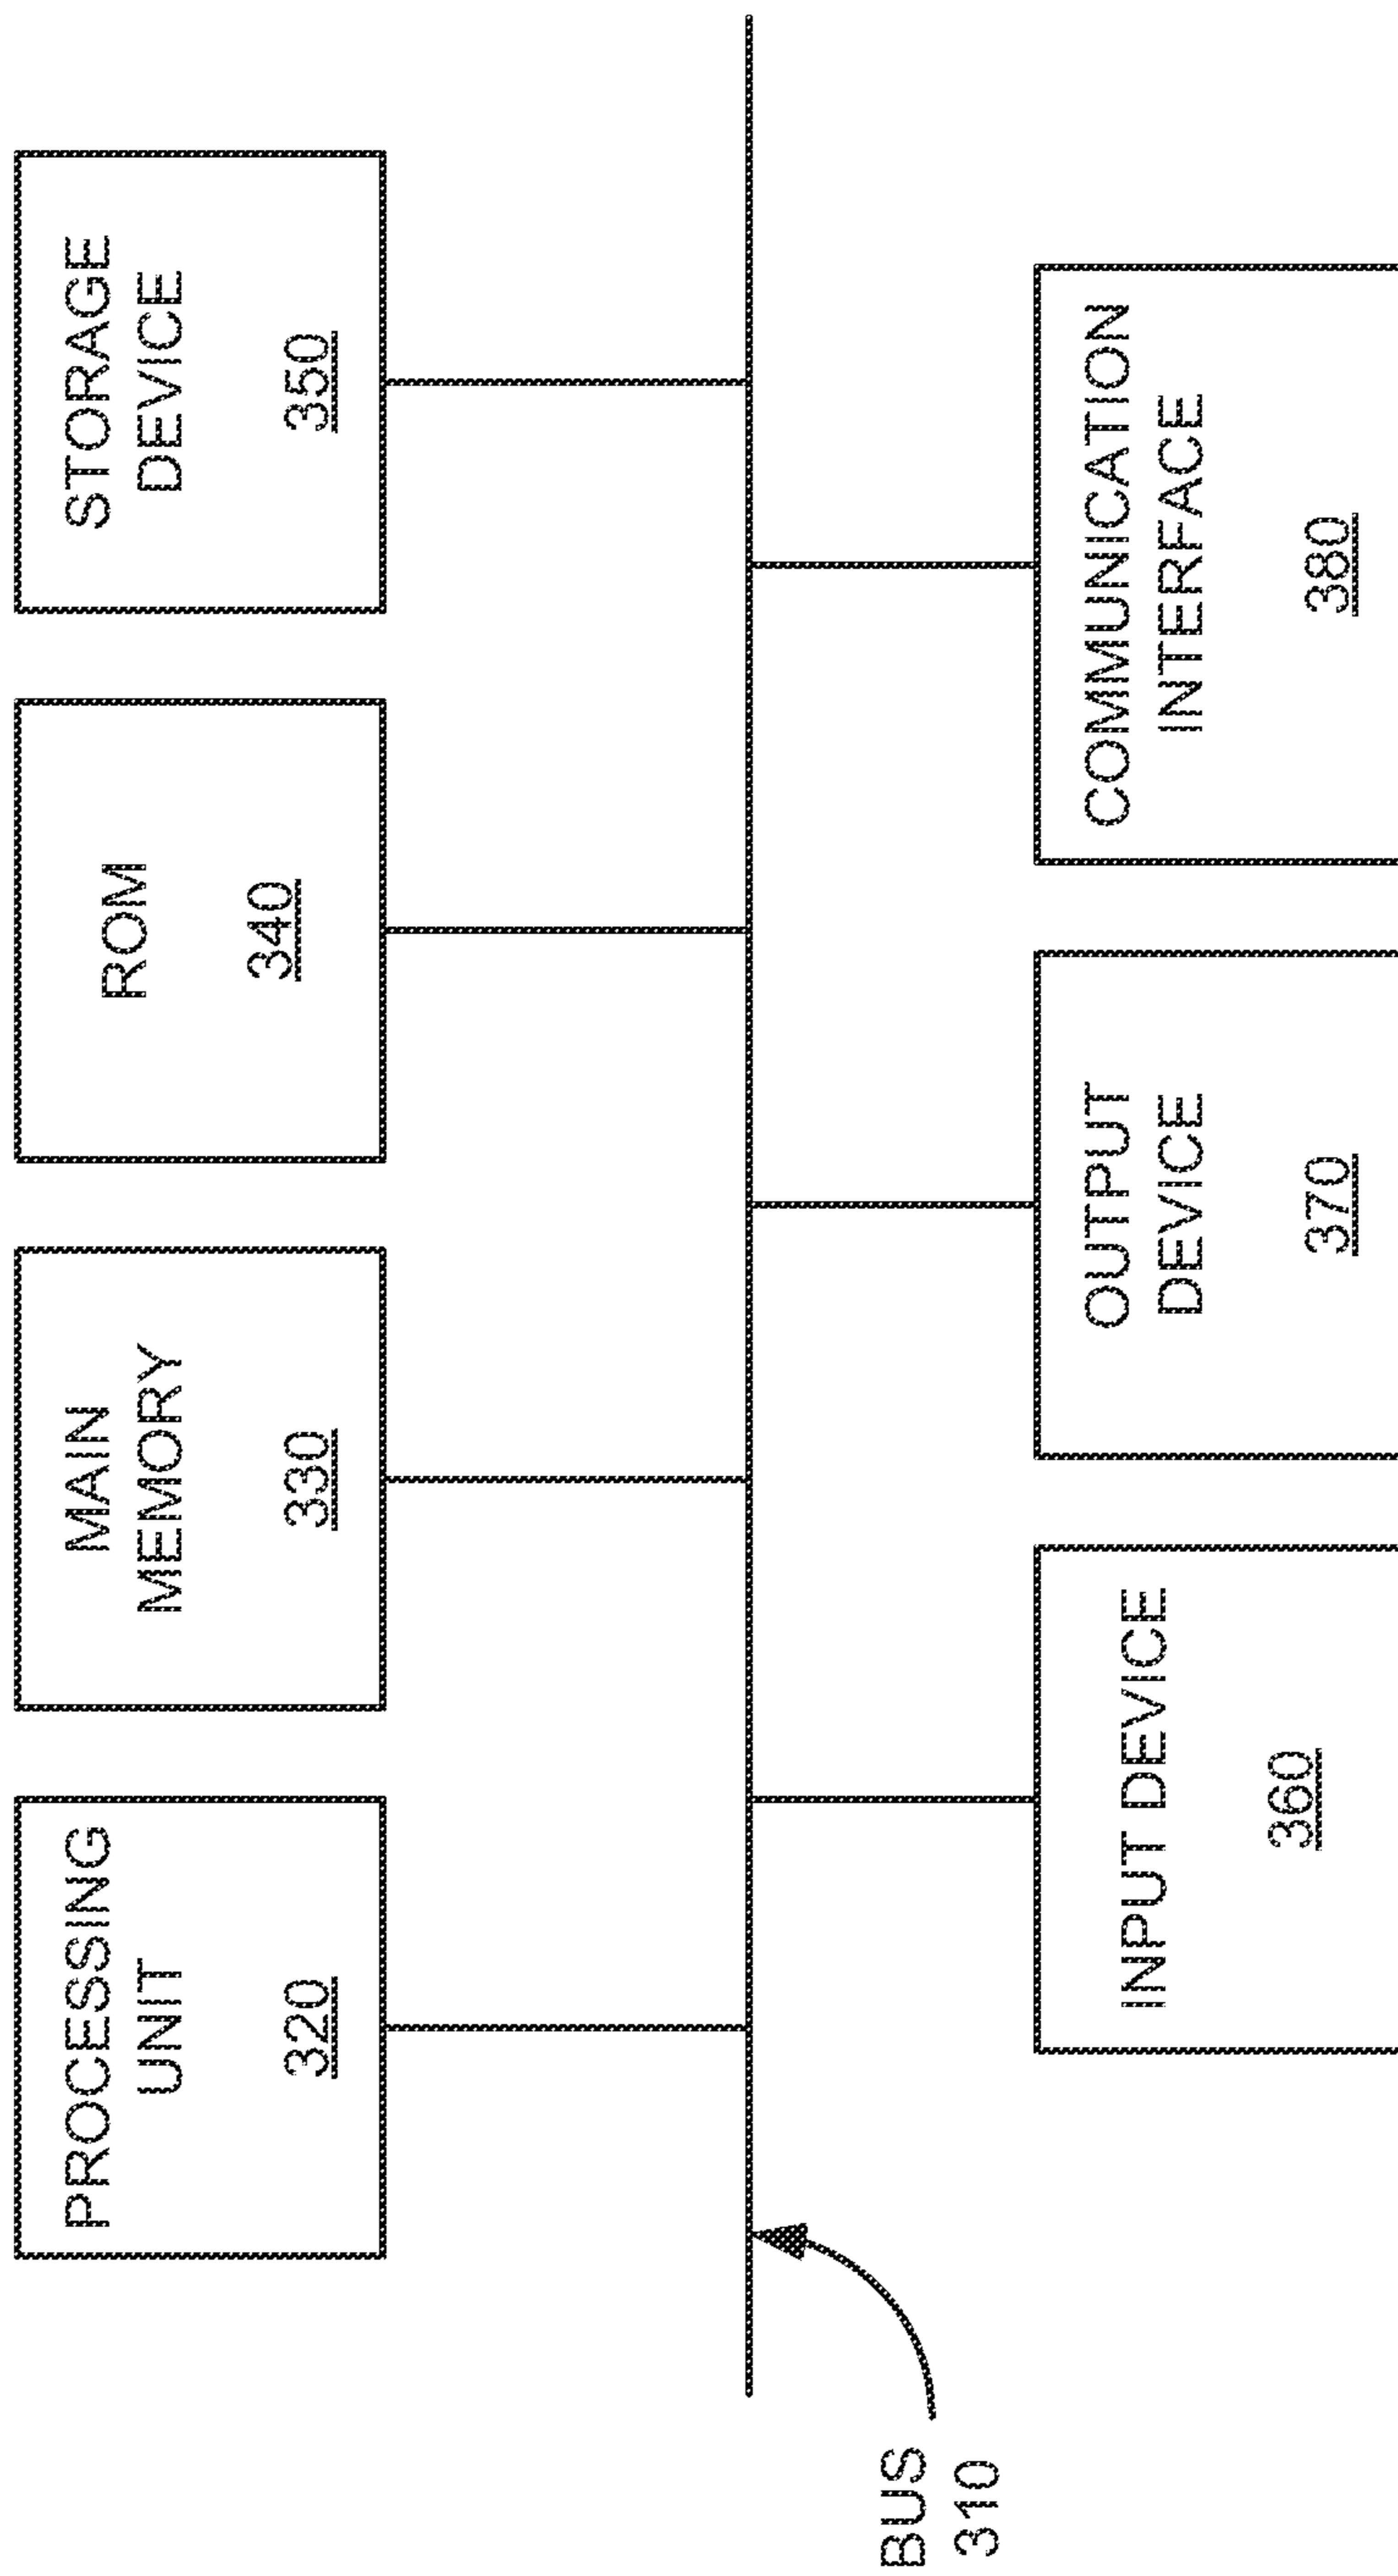 PROCESSING
UNIT
320
MAIN
MEMORY
330
ROM
340
STORAGE
DEVICE
350
BUS
310
INPUT DEVICE
360
OUTPUT
DEVICE
370
COMMUNICATION
INTERFACE
380